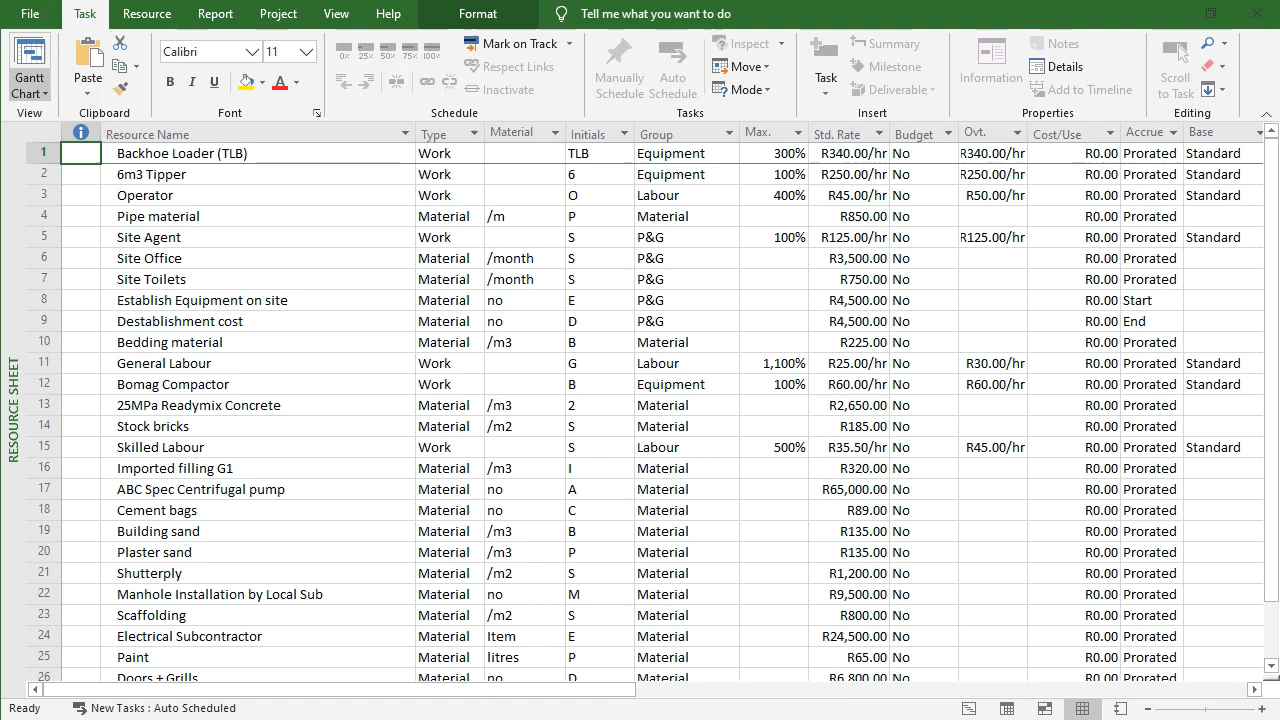 File Task Resource Report Project View Help Format Tell me what you want to do
Gantt Chart
View
Paste
Clipboard
Calibri 11
B I U A
Font
0% 25% 50% 75% 100%
Mark on Track
Respect Links
Inactivate
Schedule
Manually Schedule
Auto Schedule
Inspect
Move
Mode
Tasks
Task
Summary
Milestone
Deliverable
Insert
Information
Notes
Details
Add to Timeline
Properties
Scroll to Task
Editing
Resource Name Type Material Initials Group Max. Std. Rate Budget Ovt. Cost/Use Accrue Base
1 Backhoe Loader (TLB) Work TLB Equipment 300% R340.00/hr No R340.00/hr R0.00 Prorated Standard
2 6m3 Tipper Work 6 Equipment 100% R250.00/hr No R250.00/hr R0.00 Prorated Standard
3 Operator Work O Labour 400% R45.00/hr No R50.00/hr R0.00 Prorated Standard
4 Pipe material Material /m P Material R850.00 No R0.00 Prorated
5 Site Agent Work S P&G 100% R125.00/hr No R125.00/hr R0.00 Prorated Standard
6 Site Office Material /month S P&G R3,500.00 No R0.00 Prorated
7 Site Toilets Material /month S P&G R750.00 No R0.00 Prorated
8 Establish Equipment on site Material no E P&G R4,500.00 No R0.00 Start
9 Destablishment cost Material no D P&G R4,500.00 No R0.00 End
10 Bedding material Material /m3 B Material R225.00 No R0.00 Prorated
11 General Labour Work G Labour 1,100% R25.00/hr No R30.00/hr R0.00 Prorated Standard
12 Bomag Compactor Work B Equipment 100% R60.00/hr No R60.00/hr R0.00 Prorated Standard
13 25MPa Readymix Concrete Material /m3 2 Material R2,650.00 No R0.00 Prorated
14 Stock bricks Material /m2 S Material R185.00 No R0.00 Prorated
15 Skilled Labour Work S Labour 500% R35.50/hr No R45.00/hr R0.00 Prorated Standard
16 Imported filling G1 Material /m3 I Material R320.00 No R0.00 Prorated
17 ABC Spec Centrifugal pump Material no A Material R65,000.00 No R0.00 Prorated
18 Cement bags Material no C Material R89.00 No R0.00 Prorated
19 Building sand Material /m3 B Material R135.00 No R0.00 Prorated
20 Plaster sand Material /m3 P Material R135.00 No R0.00 Prorated
21 Shutterply Material /m2 S Material R1,200.00 No R0.00 Prorated
22 Manhole Installation by Local Sub Material no M Material R9,500.00 No R0.00 Prorated
23 Scaffolding Material /m2 S Material R800.00 No R0.00 Prorated
24 Electrical Subcontractor Material Item E Material R24,500.00 No R0.00 Prorated
25 Paint Material litres P Material R65.00 No R0.00 Prorated
26 Doors + Grills Material no D Material R6,800.00 No R0.00 Prorated
RESOURCE SHEET
Ready New Tasks : Auto Scheduled